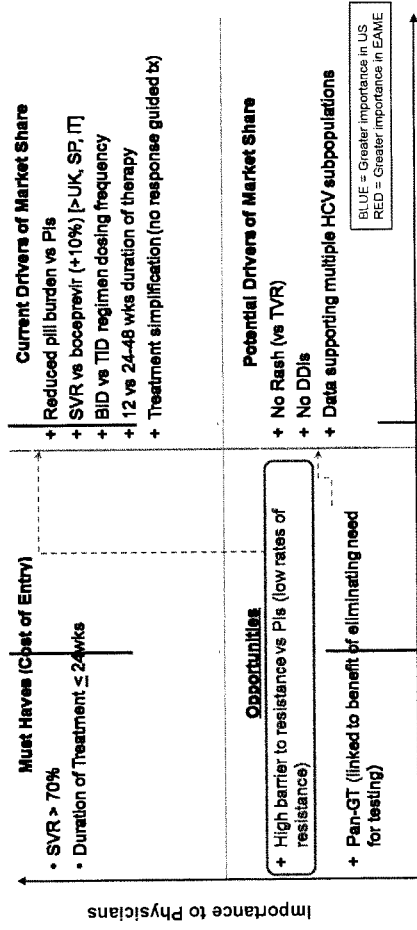 Importance to Physicians
Must Haves (Cost of Entry)
• SVR > 70%
• Duration of Treatment ≤ 24wks
Current Drivers of Market Share
+ Reduced pill burden vs PIs
+ SVR vs boceprevir (+10%) [>UK, SP, IT]
+ BID vs TID regimen dosing frequency
+ 12 vs 24-48 wks duration of therapy
+ Treatment simplification (no response guided tx)
Opportunities
+ High barrier to resistance vs PIs (low rates of
resistance)
+ Pan-GT (linked to benefit of eliminating need
for testing)
Potential Drivers of Market Share
+ No Rash (vs TVR)
+ No DDIs
+ Data supporting multiple HCV subpopulations
BLUE = Greater importance in US
RED = Greater importance in EAME